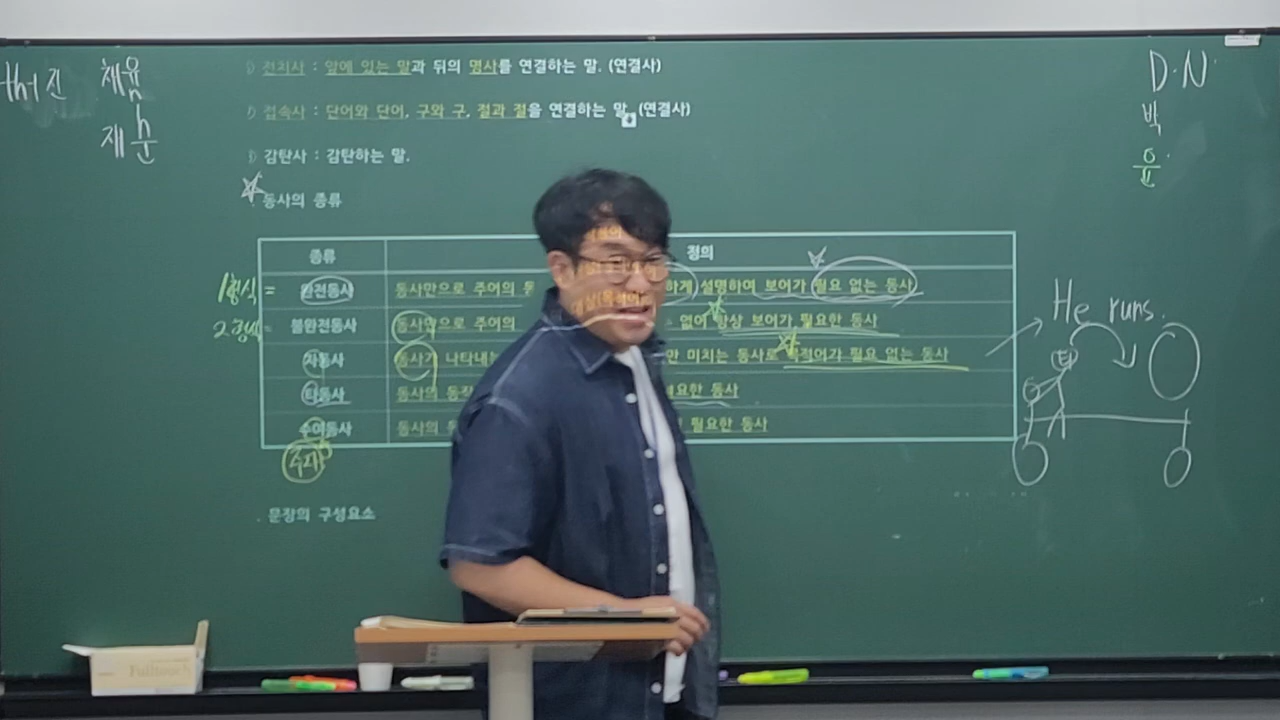 전치사 : 앞에 있는 말과 뒤의 명사를 연결하는 말. (연결사)
접속사 : 단어와 단어, 구와 구, 절과 절을 연결하는 말. (연결사)
감탄사 : 감탄하는 말.
동사의 종류
종류 정의
1형식 = 완전동사 동사만으로 주어의 하게 설명하여 보어가 필요 없는 동사
2형식 = 불완전동사 동사만으로 주어의 없어 항상 보어가 필요한 동사
자동사 동사가 나타내는 만 미치는 동사로 목적어가 필요 없는 동사
타동사 동사의 필요한 동사
수여동사 동사의 필요한 동사
문장의 구성요소
채윰
재
D.N
박
윤
He runs.
Fulltouch